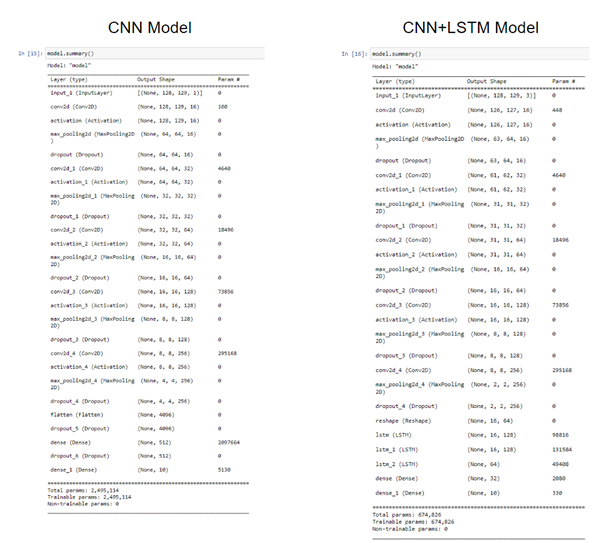 CNN Model
In [15]: model.summary()
Model: "model"
Layer (type) Output Shape Param #
input_1 (InputLayer) [(None, 128, 129, 1)] 0
conv2d (Conv2D) (None, 128, 129, 16) 160
activation (Activation) (None, 128, 129, 16) 0
max_pooling2d (MaxPooling2D (None, 64, 64, 16) 0
)
dropout (Dropout) (None, 64, 64, 16) 0
conv2d_1 (Conv2D) (None, 64, 64, 32) 4640
activation_1 (Activation) (None, 64, 64, 32) 0
max_pooling2d_1 (MaxPooling (None, 32, 32, 32) 0
2D)
dropout_1 (Dropout) (None, 32, 32, 32) 0
conv2d_2 (Conv2D) (None, 32, 32, 64) 18496
activation_2 (Activation) (None, 32, 32, 64) 0
max_pooling2d_2 (MaxPooling (None, 16, 16, 64) 0
2D)
dropout_2 (Dropout) (None, 16, 16, 64) 0
conv2d_3 (Conv2D) (None, 16, 16, 128) 73856
activation_3 (Activation) (None, 16, 16, 128) 0
max_pooling2d_3 (MaxPooling (None, 8, 8, 128) 0
2D)
dropout_3 (Dropout) (None, 8, 8, 128) 0
conv2d_4 (Conv2D) (None, 8, 8, 256) 295168
activation_4 (Activation) (None, 8, 8, 256) 0
max_pooling2d_4 (MaxPooling (None, 4, 4, 256) 0
2D)
dropout_4 (Dropout) (None, 4, 4, 256) 0
flatten (Flatten) (None, 4096) 0
dropout_5 (Dropout) (None, 4096) 0
dense (Dense) (None, 512) 2097664
dropout_6 (Dropout) (None, 512) 0
dense_1 (Dense) (None, 10) 5130
Total params: 2,495,114
Trainable params: 2,495,114
Non-trainable params: 0
CNN+LSTM Model
In [16]: model.summary()
Model: "model"
Layer (type) Output Shape Param #
input_1 (InputLayer) [(None, 128, 129, 3)] 0
conv2d (Conv2D) (None, 126, 127, 16) 448
activation (Activation) (None, 126, 127, 16) 0
max_pooling2d (MaxPooling2D (None, 63, 64, 16) 0
)
dropout (Dropout) (None, 63, 64, 16) 0
conv2d_1 (Conv2D) (None, 61, 62, 32) 4640
activation_1 (Activation) (None, 61, 62, 32) 0
max_pooling2d_1 (MaxPooling (None, 31, 31, 32) 0
2D)
dropout_1 (Dropout) (None, 31, 31, 32) 0
conv2d_2 (Conv2D) (None, 31, 31, 64) 18496
activation_2 (Activation) (None, 31, 31, 64) 0
max_pooling2d_2 (MaxPooling (None, 16, 16, 64) 0
2D)
dropout_2 (Dropout) (None, 16, 16, 64) 0
conv2d_3 (Conv2D) (None, 16, 16, 128) 73856
activation_3 (Activation) (None, 16, 16, 128) 0
max_pooling2d_3 (MaxPooling (None, 8, 8, 128) 0
2D)
dropout_3 (Dropout) (None, 8, 8, 128) 0
conv2d_4 (Conv2D) (None, 8, 8, 256) 295168
max_pooling2d_4 (MaxPooling (None, 2, 2, 256) 0
2D)
dropout_4 (Dropout) (None, 2, 2, 256) 0
reshape (Reshape) (None, 16, 64) 0
lstm (LSTM) (None, 16, 128) 98816
lstm_1 (LSTM) (None, 16, 128) 131584
lstm_2 (LSTM) (None, 64) 49408
dense (Dense) (None, 32) 2080
dense_1 (Dense) (None, 10) 330
Total params: 674,826
Trainable params: 674,826
Non-trainable params: 0